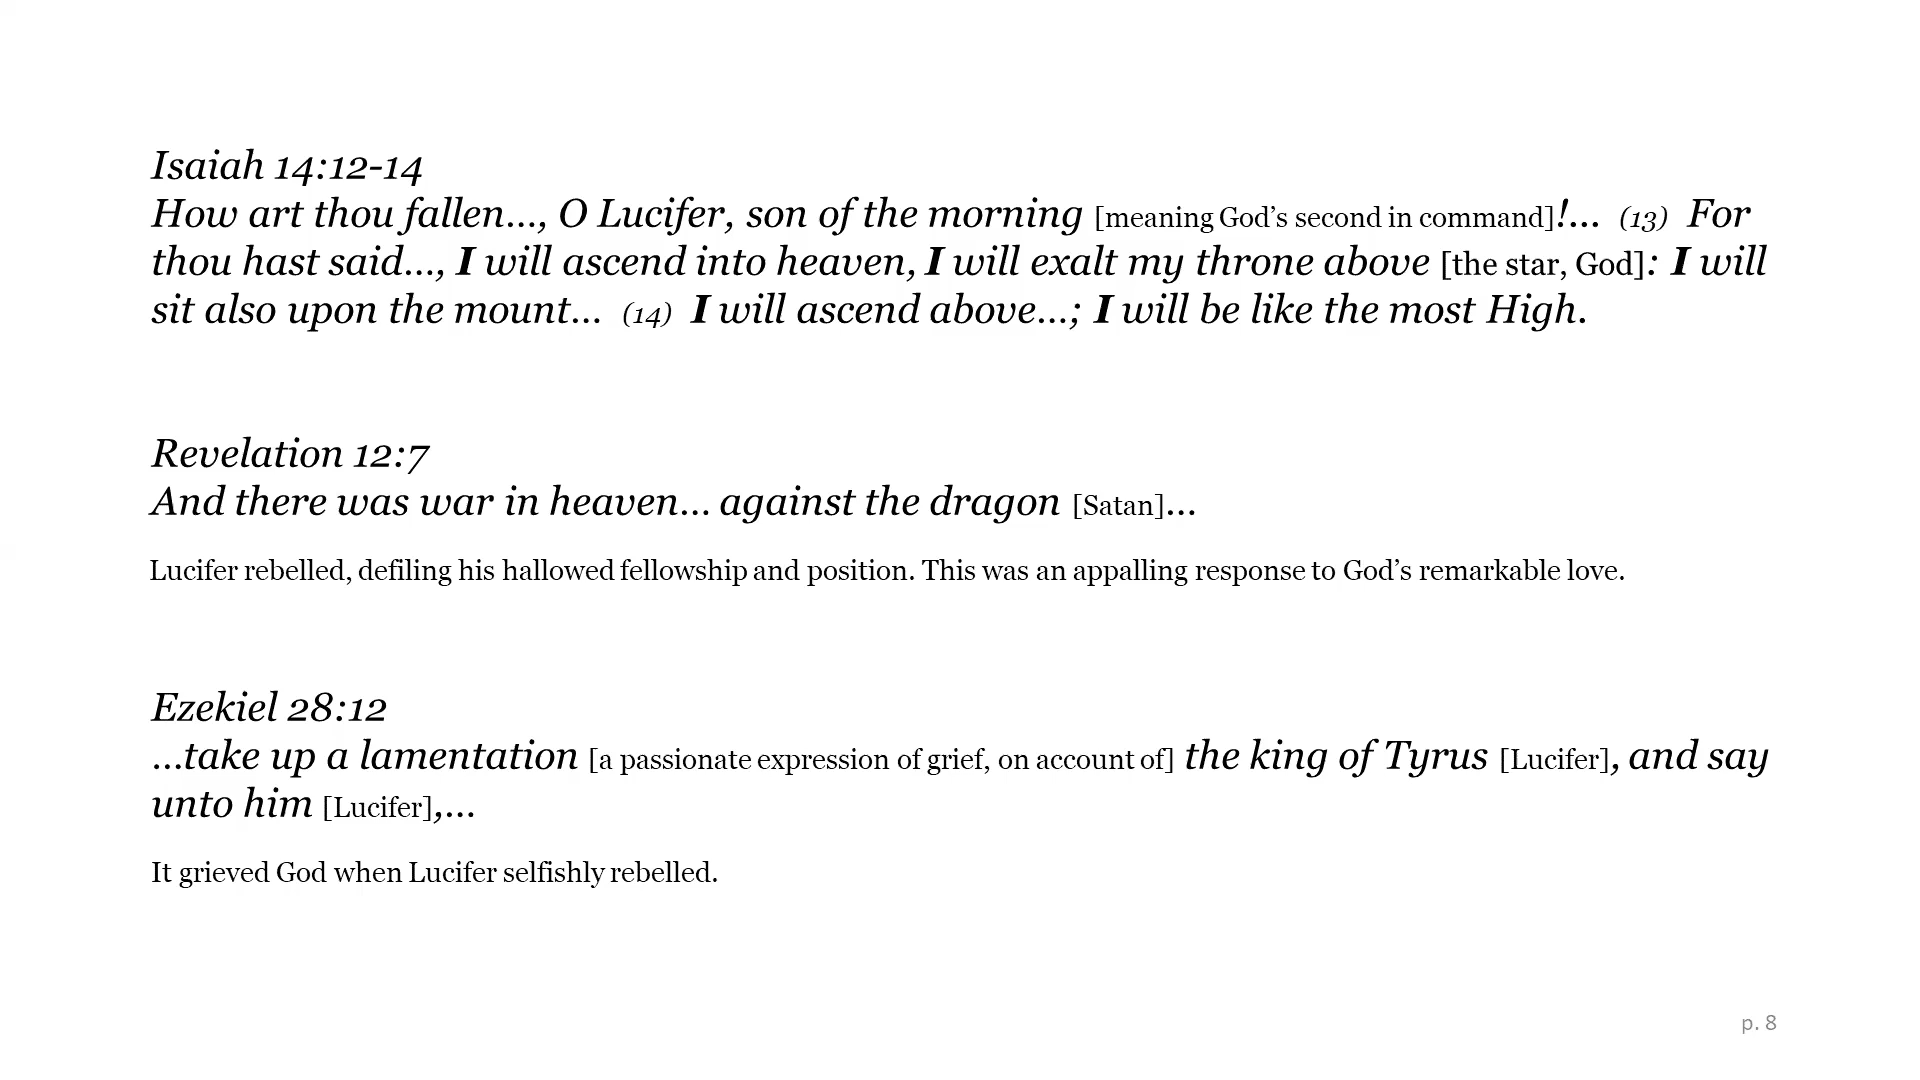 Isaiah 14:12-14
How art thou fallen…, O Lucifer, son of the morning [meaning God’s second in command]!… (13) For
thou hast said…, I will ascend into heaven, I will exalt my throne above [the star, God]: I will
sit also upon the mount… (14) I will ascend above…; I will be like the most High.
Revelation 12:7
And there was war in heaven… against the dragon [Satan]…
Lucifer rebelled, defiling his hallowed fellowship and position. This was an appalling response to God’s remarkable love.
Ezekiel 28:12
…take up a lamentation [a passionate expression of grief, on account of] the king of Tyrus [Lucifer], and say
unto him [Lucifer],…
It grieved God when Lucifer selfishly rebelled.
p. 8